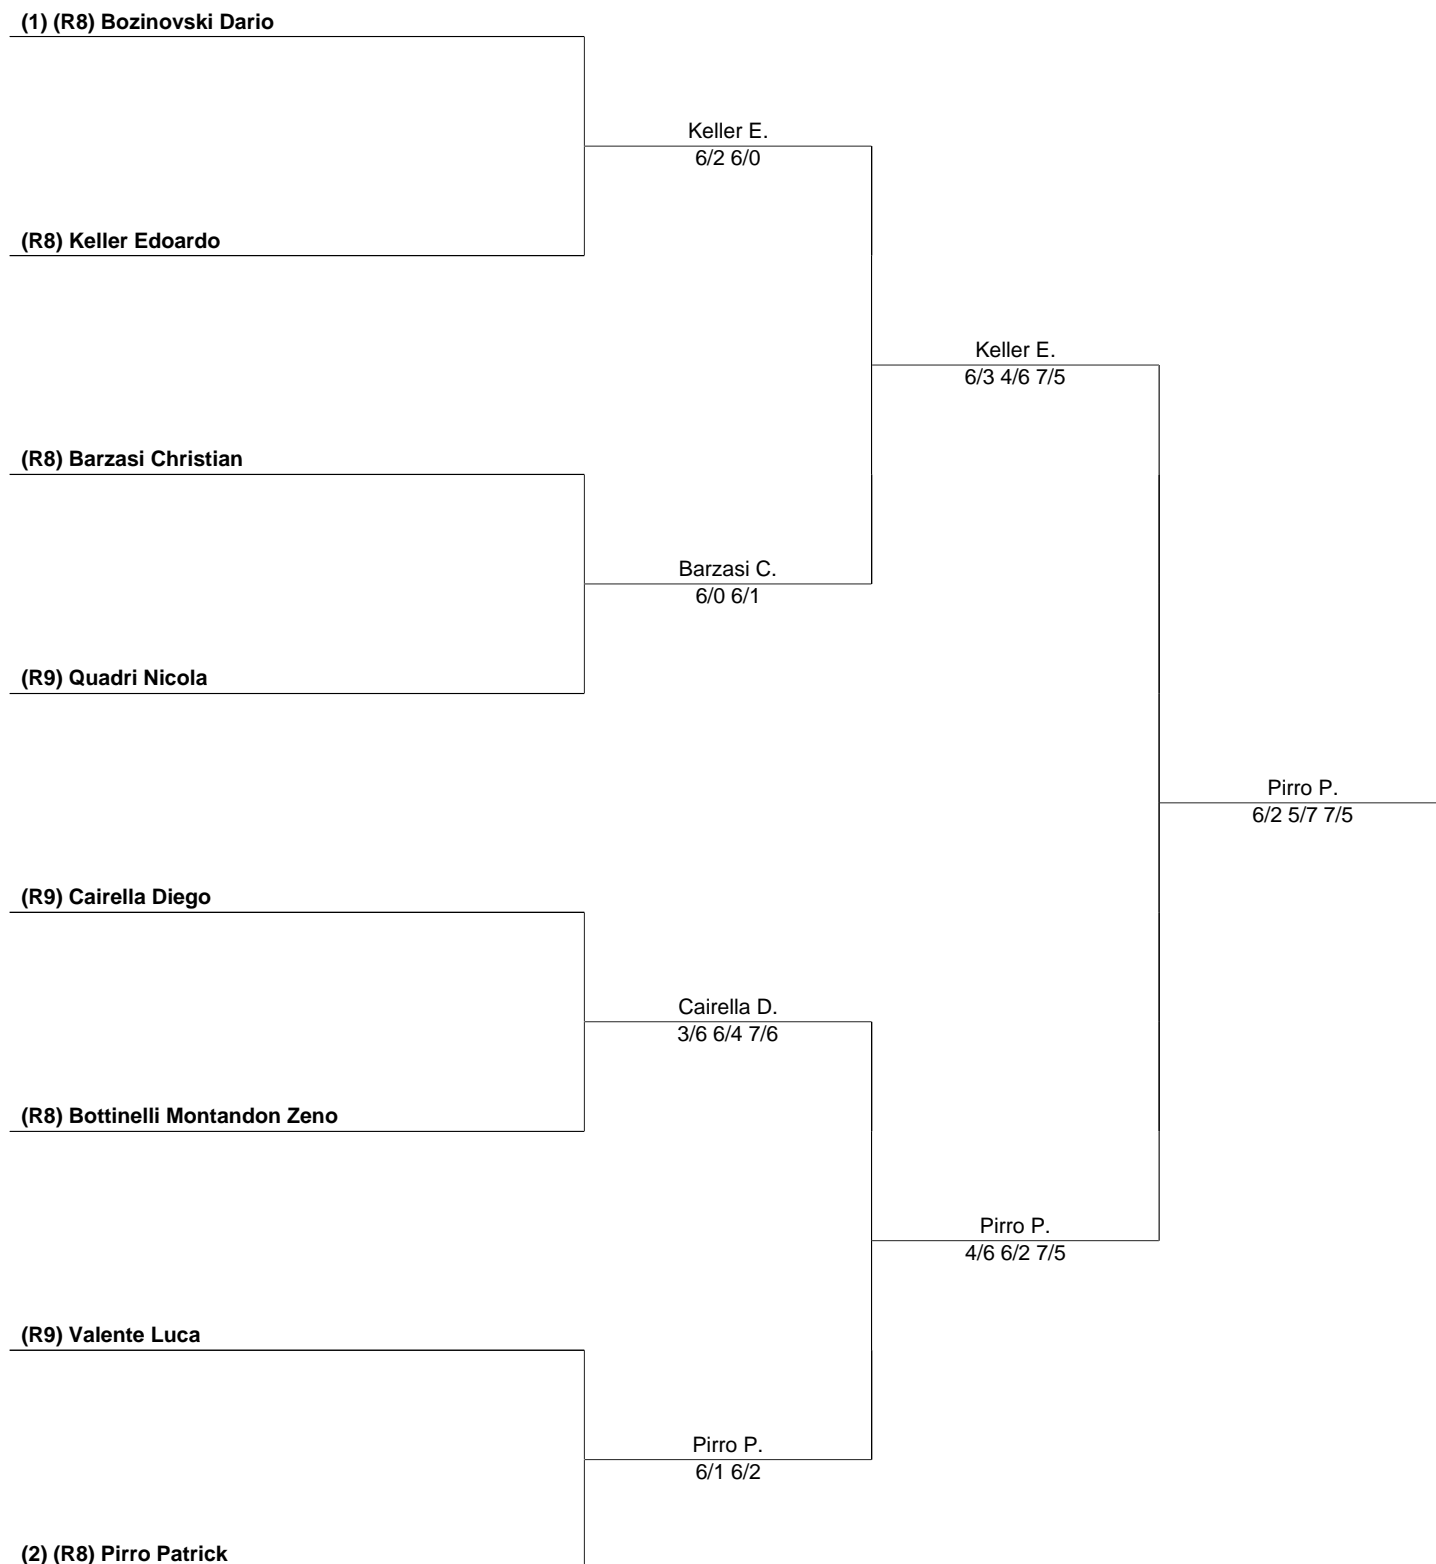 (1) (R8) Bozinovski Dario
Keller E.
6/2 6/0
(R8) Keller Edoardo
Keller E.
6/3 4/6 7/5
(R8) Barzasi Christian
Barzasi C.
6/0 6/1
(R9) Quadri Nicola
Pirro P.
6/2 5/7 7/5
(R9) Cairella Diego
Cairella D.
3/6 6/4 7/6
(R8) Bottinelli Montandon Zeno
Pirro P.
4/6 6/2 7/5
(R9) Valente Luca
Pirro P.
6/1 6/2
(2) (R8) Pirro Patrick